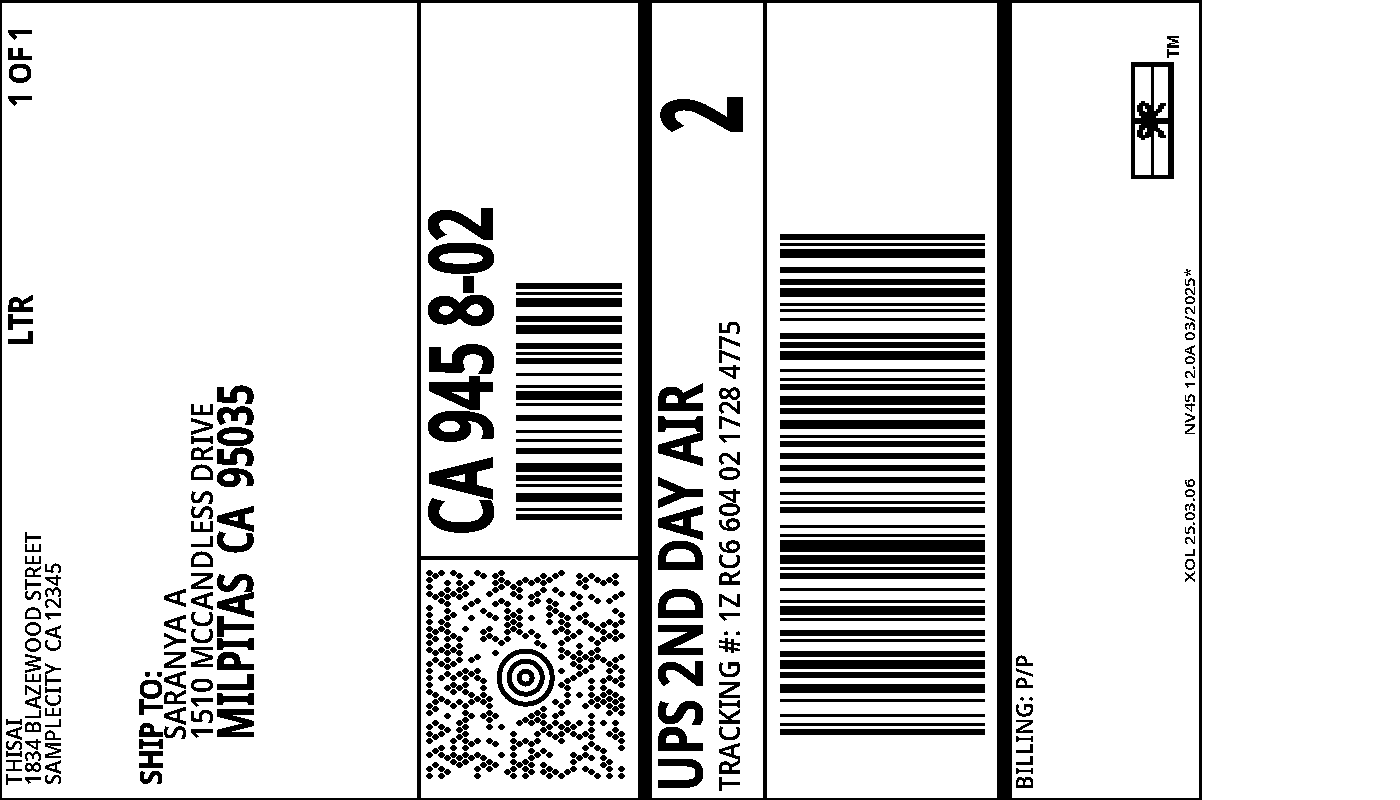 THISAI
1834 BLAZEWOOD STREET
SAMPLECITY CA 12345
LTR
1 OF 1
SHIP TO:
SARANYA A
1510 MCCANDLESS DRIVE
MILPITAS CA 95035
CA 945 8-02
UPS 2ND DAY AIR
2
TRACKING #: 1Z RC6 604 02 1728 4775
BILLING: P/P
TM
XOL 25.03.06 NV45 12.0A 03/2025*